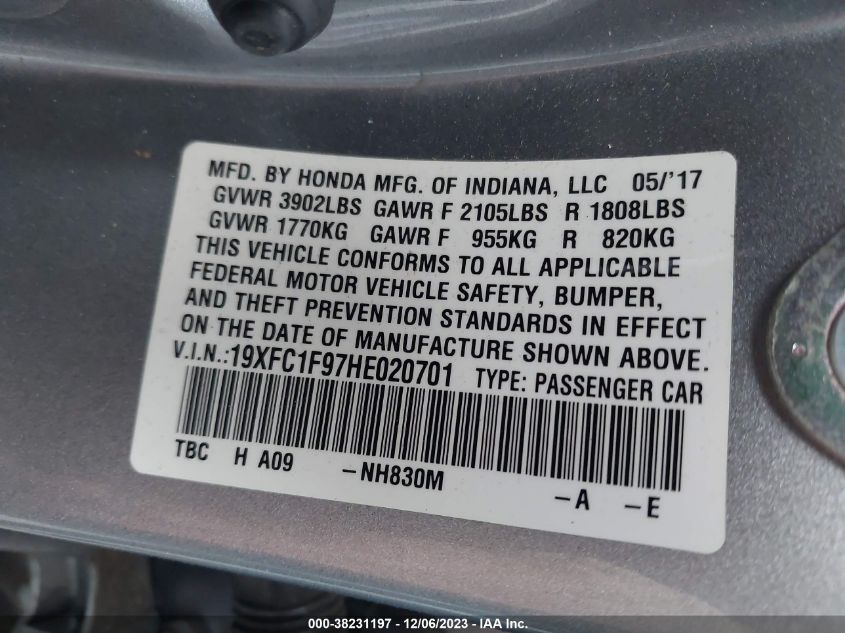 MFD. BY HONDA MFG. OF INDIANA, LLC 05/'17
GVWR 3902LBS GAWR F 2105LBS R 1808LBS
GVWR 1770KG GAWR F 955KG R 820KG
THIS VEHICLE CONFORMS TO ALL APPLICABLE
FEDERAL MOTOR VEHICLE SAFETY, BUMPER,
AND THEFT PREVENTION STANDARDS IN EFFECT
ON THE DATE OF MANUFACTURE SHOWN ABOVE.
V.I.N.:19XFC1F97HE020701 TYPE: PASSENGER CAR
TBC H A09 -NH830M -A -E
000-38231197 - 12/06/2023 - IAA Inc.